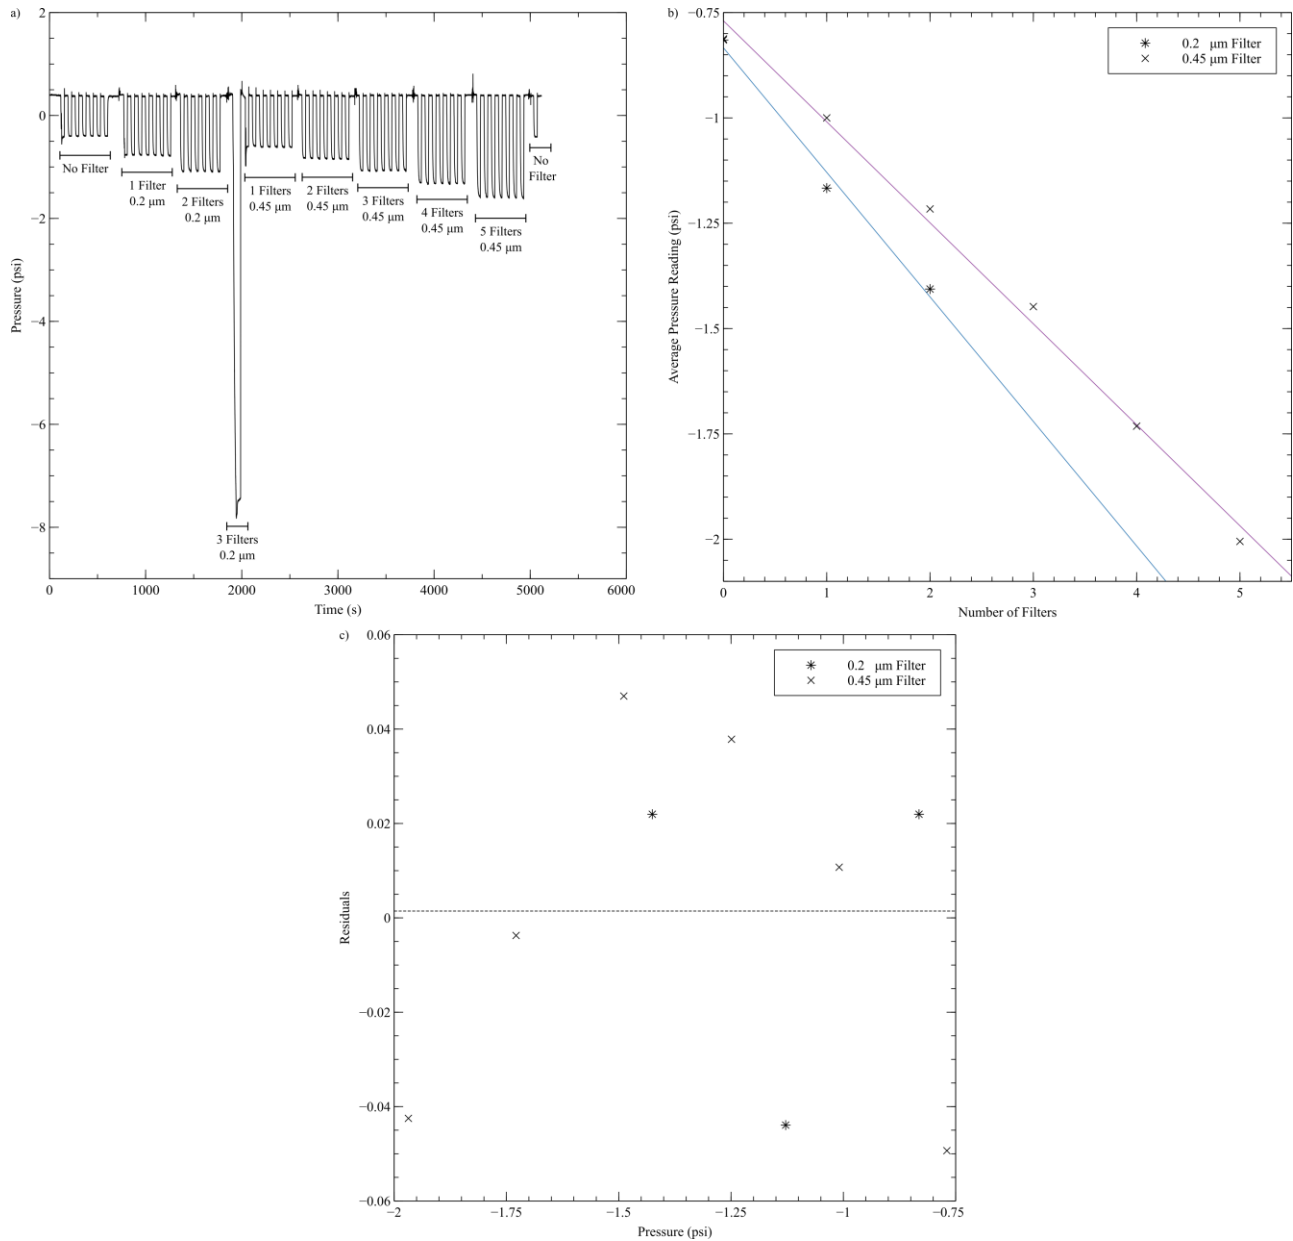 a)
2
0
−2
−4
−6
−8
Pressure (psi)
No Filter
1 Filter
0.2 μm
2 Filters
0.2 μm
3 Filters
0.2 μm
1 Filters
0.45 μm
2 Filters
0.45 μm
3 Filters
0.45 μm
4 Filters
0.45 μm
5 Filters
0.45 μm
No
Filter
0 1000 2000 3000 4000 5000 6000
Time (s)
b)
−0.75
−1
−1.25
−1.5
−1.75
−2
Average Pressure Reading (psi)
0.2 μm Filter
0.45 μm Filter
0 1 2 3 4 5
Number of Filters
c)
0.06
0.04
0.02
0
−0.02
−0.04
−0.06
Residuals
0.2 μm Filter
0.45 μm Filter
−2 −1.75 −1.5 −1.25 −1 −0.75
Pressure (psi)